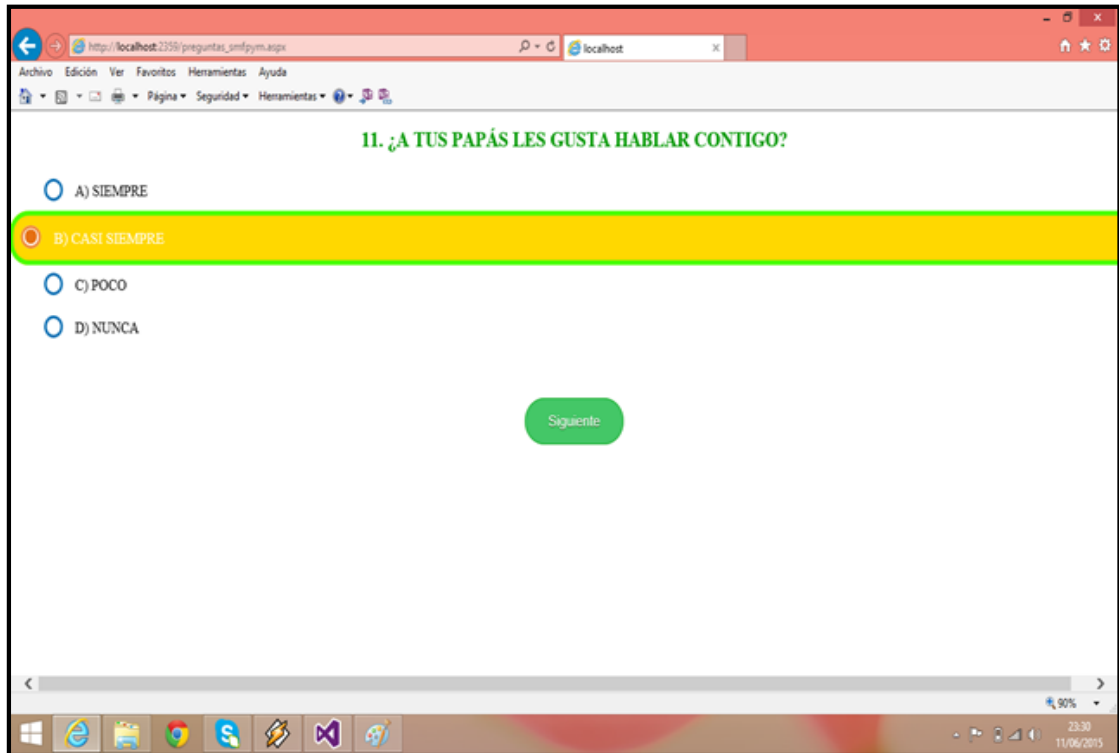 http://localhost:2359/preguntas_smfpym.aspx
localhost
Archivo Edición Ver Favoritos Herramientas Ayuda
Página Seguridad Herramientas
11. ¿A TUS PAPÁS LES GUSTA HABLAR CONTIGO?
A) SIEMPRE
B) CASI SIEMPRE
C) POCO
D) NUNCA
Siguiente
90%
23:30
11/06/2015